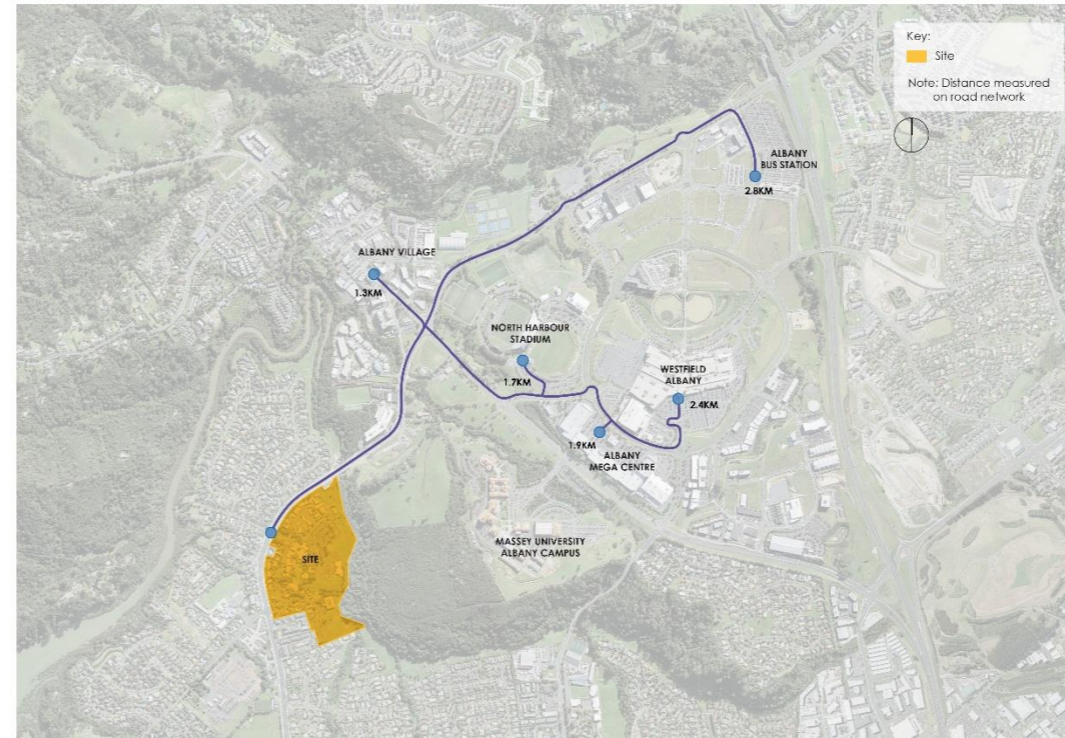 Key:
Site
Note: Distance measured
on road network
ALBANY
BUS STATION
2.8KM
ALBANY VILLAGE
1.3KM
NORTH HARBOUR
STADIUM
1.7KM
WESTFIELD
ALBANY
2.4KM
1.9KM
ALBANY
MEGA CENTRE
MASSEY UNIVERSITY
ALBANY CAMPUS
SITE